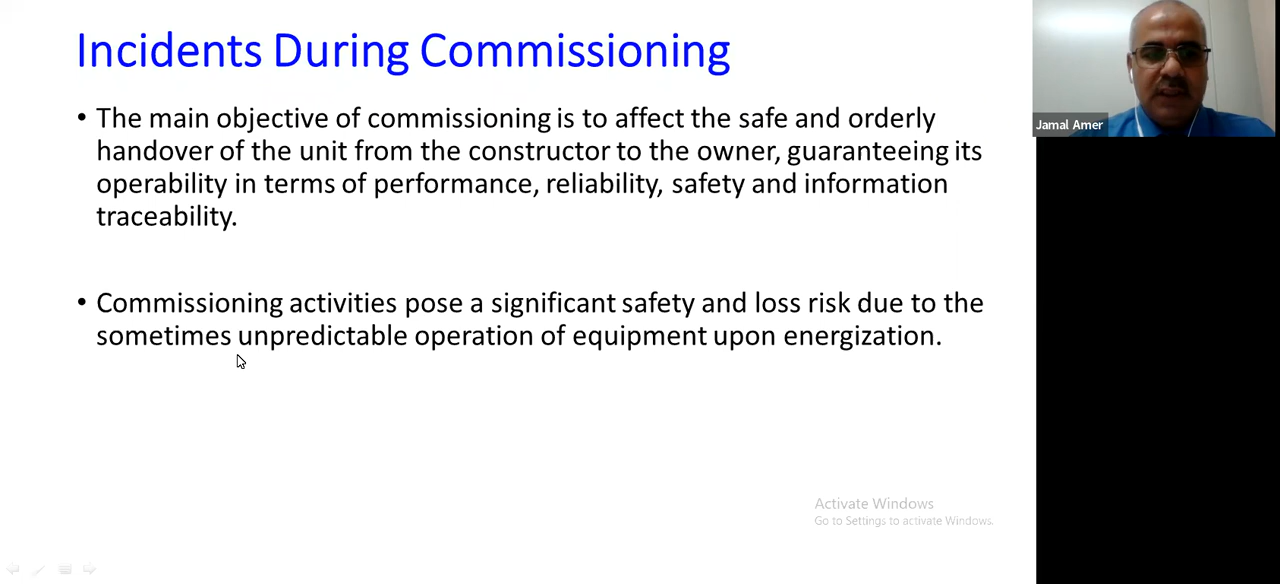 Incidents During Commissioning
• The main objective of commissioning is to affect the safe and orderly
handover of the unit from the constructor to the owner, guaranteeing its
operability in terms of performance, reliability, safety and information
traceability.
• Commissioning activities pose a significant safety and loss risk due to the
sometimes unpredictable operation of equipment upon energization.
Jamal Amer
Activate Windows
Go to Settings to activate Windows.